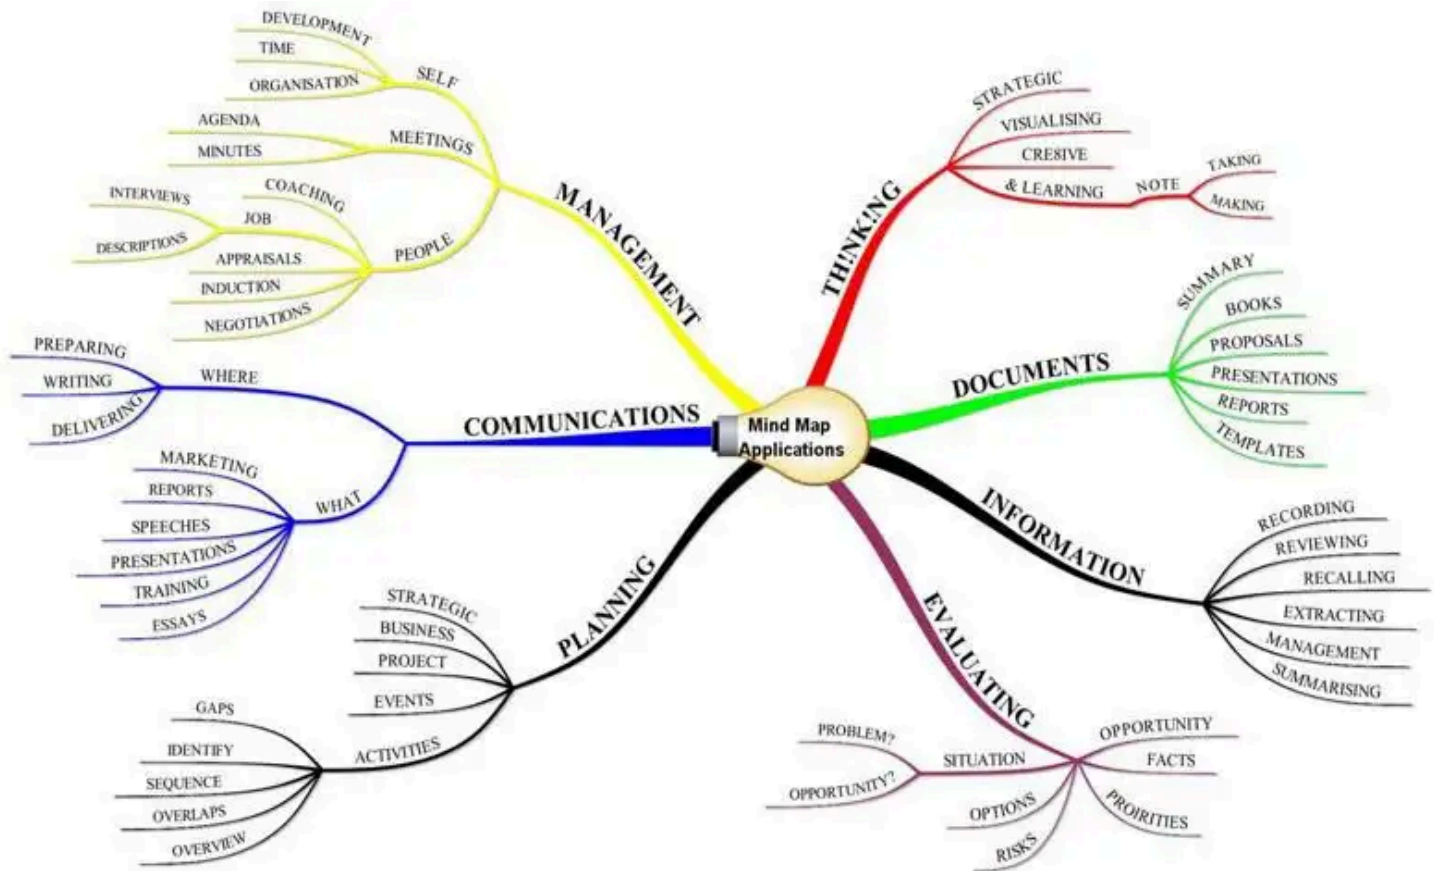 Mind Map
Applications
TH!NK!NG
STRATEGIC
VISUALISING
CRE8IVE
& LEARNING
NOTE
TAKING
MAKING
DOCUMENTS
SUMMARY
BOOKS
PROPOSALS
PRESENTATIONS
REPORTS
TEMPLATES
INFORMATION
RECORDING
REVIEWING
RECALLING
EXTRACTING
MANAGEMENT
SUMMARISING
EVALUATING
OPPORTUNITY
FACTS
PROIRITIES
RISKS
OPTIONS
SITUATION
PROBLEM?
OPPORTUNITY?
PLANNING
STRATEGIC
BUSINESS
PROJECT
EVENTS
ACTIVITIES
GAPS
IDENTIFY
SEQUENCE
OVERLAPS
OVERVIEW
COMMUNICATIONS
WHERE
PREPARING
WRITING
DELIVERING
WHAT
MARKETING
REPORTS
SPEECHES
PRESENTATIONS
TRAINING
ESSAYS
MANAGEMENT
SELF
DEVELOPMENT
TIME
ORGANISATION
MEETINGS
AGENDA
MINUTES
PEOPLE
COACHING
JOB
INTERVIEWS
DESCRIPTIONS
APPRAISALS
INDUCTION
NEGOTIATIONS